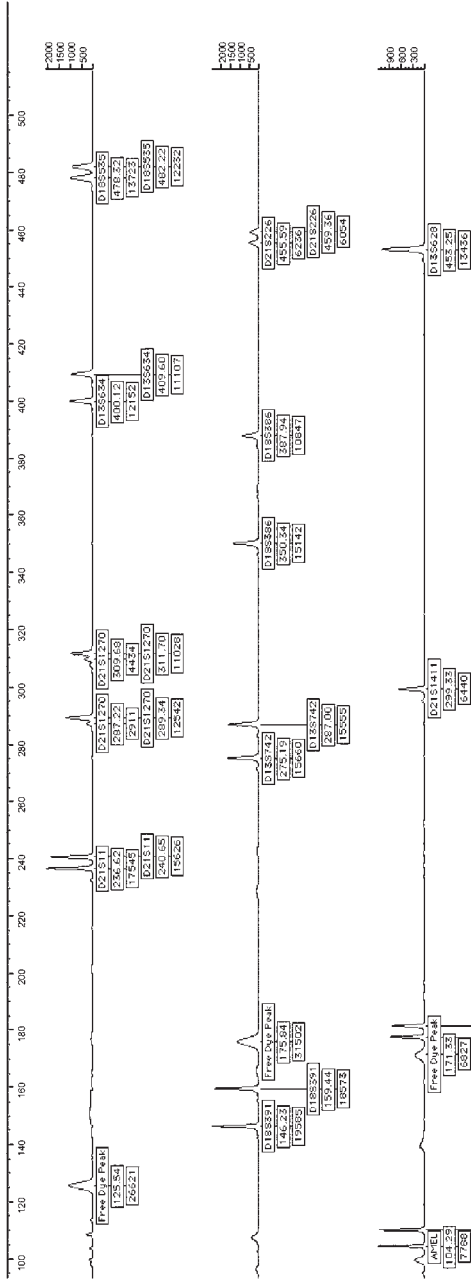 100 120 140 160 180 200 220 240 260 280 300 320 340 360 380 400 420 440 460 480 500
2000
1500
1000
500
Free Dye Peak
125.54
26621
D21S11
236.62
17545
D21S11
240.65
15626
D21S1270
287.22
2911
D21S1270
289.34
12542
D21S1270
309.68
4434
D21S1270
311.70
11028
D13S634
400.12
12152
D13S634
409.60
11107
D18S535
478.32
13723
D18S535
482.22
12232
2000
1500
1000
500
D18S391
146.23
19585
D18S391
159.44
18573
Free Dye Peak
175.84
31502
D13S742
275.19
15660
D13S742
287.00
15555
D18S386
350.34
15142
D18S386
387.94
10847
D21S226
455.59
6236
D21S226
459.36
6054
900
600
300
AMEL
104.29
7768
Free Dye Peak
171.33
6827
D21S1411
299.33
6440
D13S628
453.25
13436